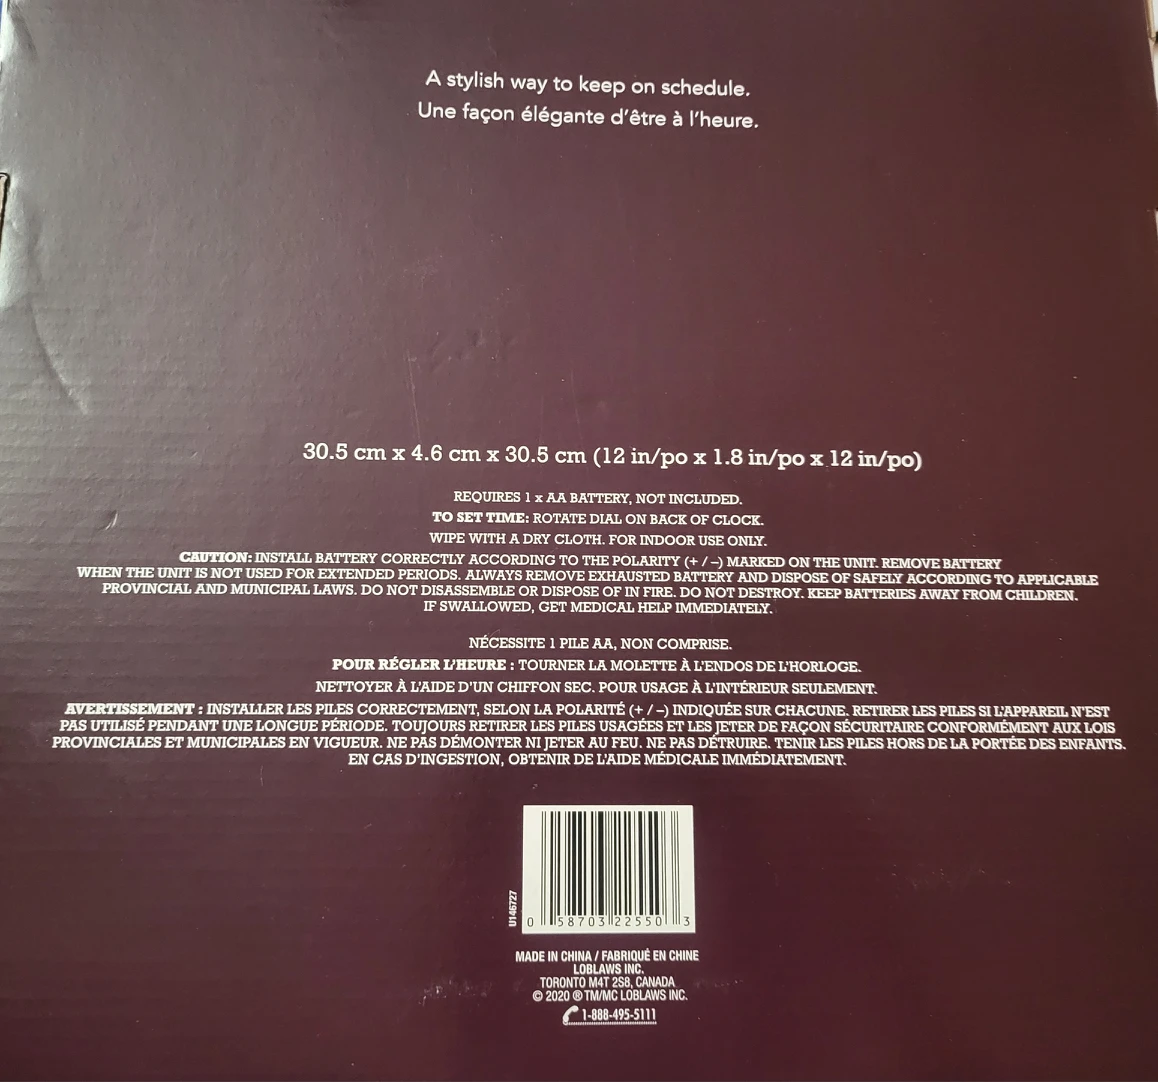 A stylish way to keep on schedule.
Une façon élégante d'être à l'heure.
30.5 cm x 4.6 cm x 30.5 cm (12 in/po x 1.8 in/po x 12 in/po)
REQUIRES 1 x AA BATTERY, NOT INCLUDED.
TO SET TIME: ROTATE DIAL ON BACK OF CLOCK.
WIPE WITH A DRY CLOTH. FOR INDOOR USE ONLY.
CAUTION: INSTALL BATTERY CORRECTLY ACCORDING TO THE POLARITY (+ / –) MARKED ON THE UNIT. REMOVE BATTERY
WHEN THE UNIT IS NOT USED FOR EXTENDED PERIODS. ALWAYS REMOVE EXHAUSTED BATTERY AND DISPOSE OF SAFELY ACCORDING TO APPLICABLE
PROVINCIAL AND MUNICIPAL LAWS. DO NOT DISASSEMBLE OR DISPOSE OF IN FIRE. DO NOT DESTROY. KEEP BATTERIES AWAY FROM CHILDREN.
IF SWALLOWED, GET MEDICAL HELP IMMEDIATELY.
NÉCESSITE 1 PILE AA, NON COMPRISE.
POUR RÉGLER L'HEURE : TOURNER LA MOLETTE À L'ENDOS DE L'HORLOGE.
NETTOYER À L'AIDE D'UN CHIFFON SEC. POUR USAGE À L'INTÉRIEUR SEULEMENT.
AVERTISSEMENT : INSTALLER LES PILES CORRECTEMENT, SELON LA POLARITÉ (+ / –) INDIQUÉE SUR CHACUNE. RETIRER LES PILES SI L'APPAREIL N'EST
PAS UTILISÉ PENDANT UNE LONGUE PÉRIODE. TOUJOURS RETIRER LES PILES USAGÉES ET LES JETER DE FAÇON SÉCURITAIRE CONFORMÉMENT AUX LOIS
PROVINCIALES ET MUNICIPALES EN VIGUEUR. NE PAS DÉMONTER NI JETER AU FEU. NE PAS DÉTRUIRE. TENIR LES PILES HORS DE LA PORTÉE DES ENFANTS.
EN CAS D'INGESTION, OBTENIR DE L'AIDE MÉDICALE IMMÉDIATEMENT.
U146727
0 58703 22550 3
MADE IN CHINA / FABRIQUÉ EN CHINE
LOBLAWS INC.
TORONTO M4T 2S8, CANADA
© 2020 ® TM/MC LOBLAWS INC.
1-888-495-5111